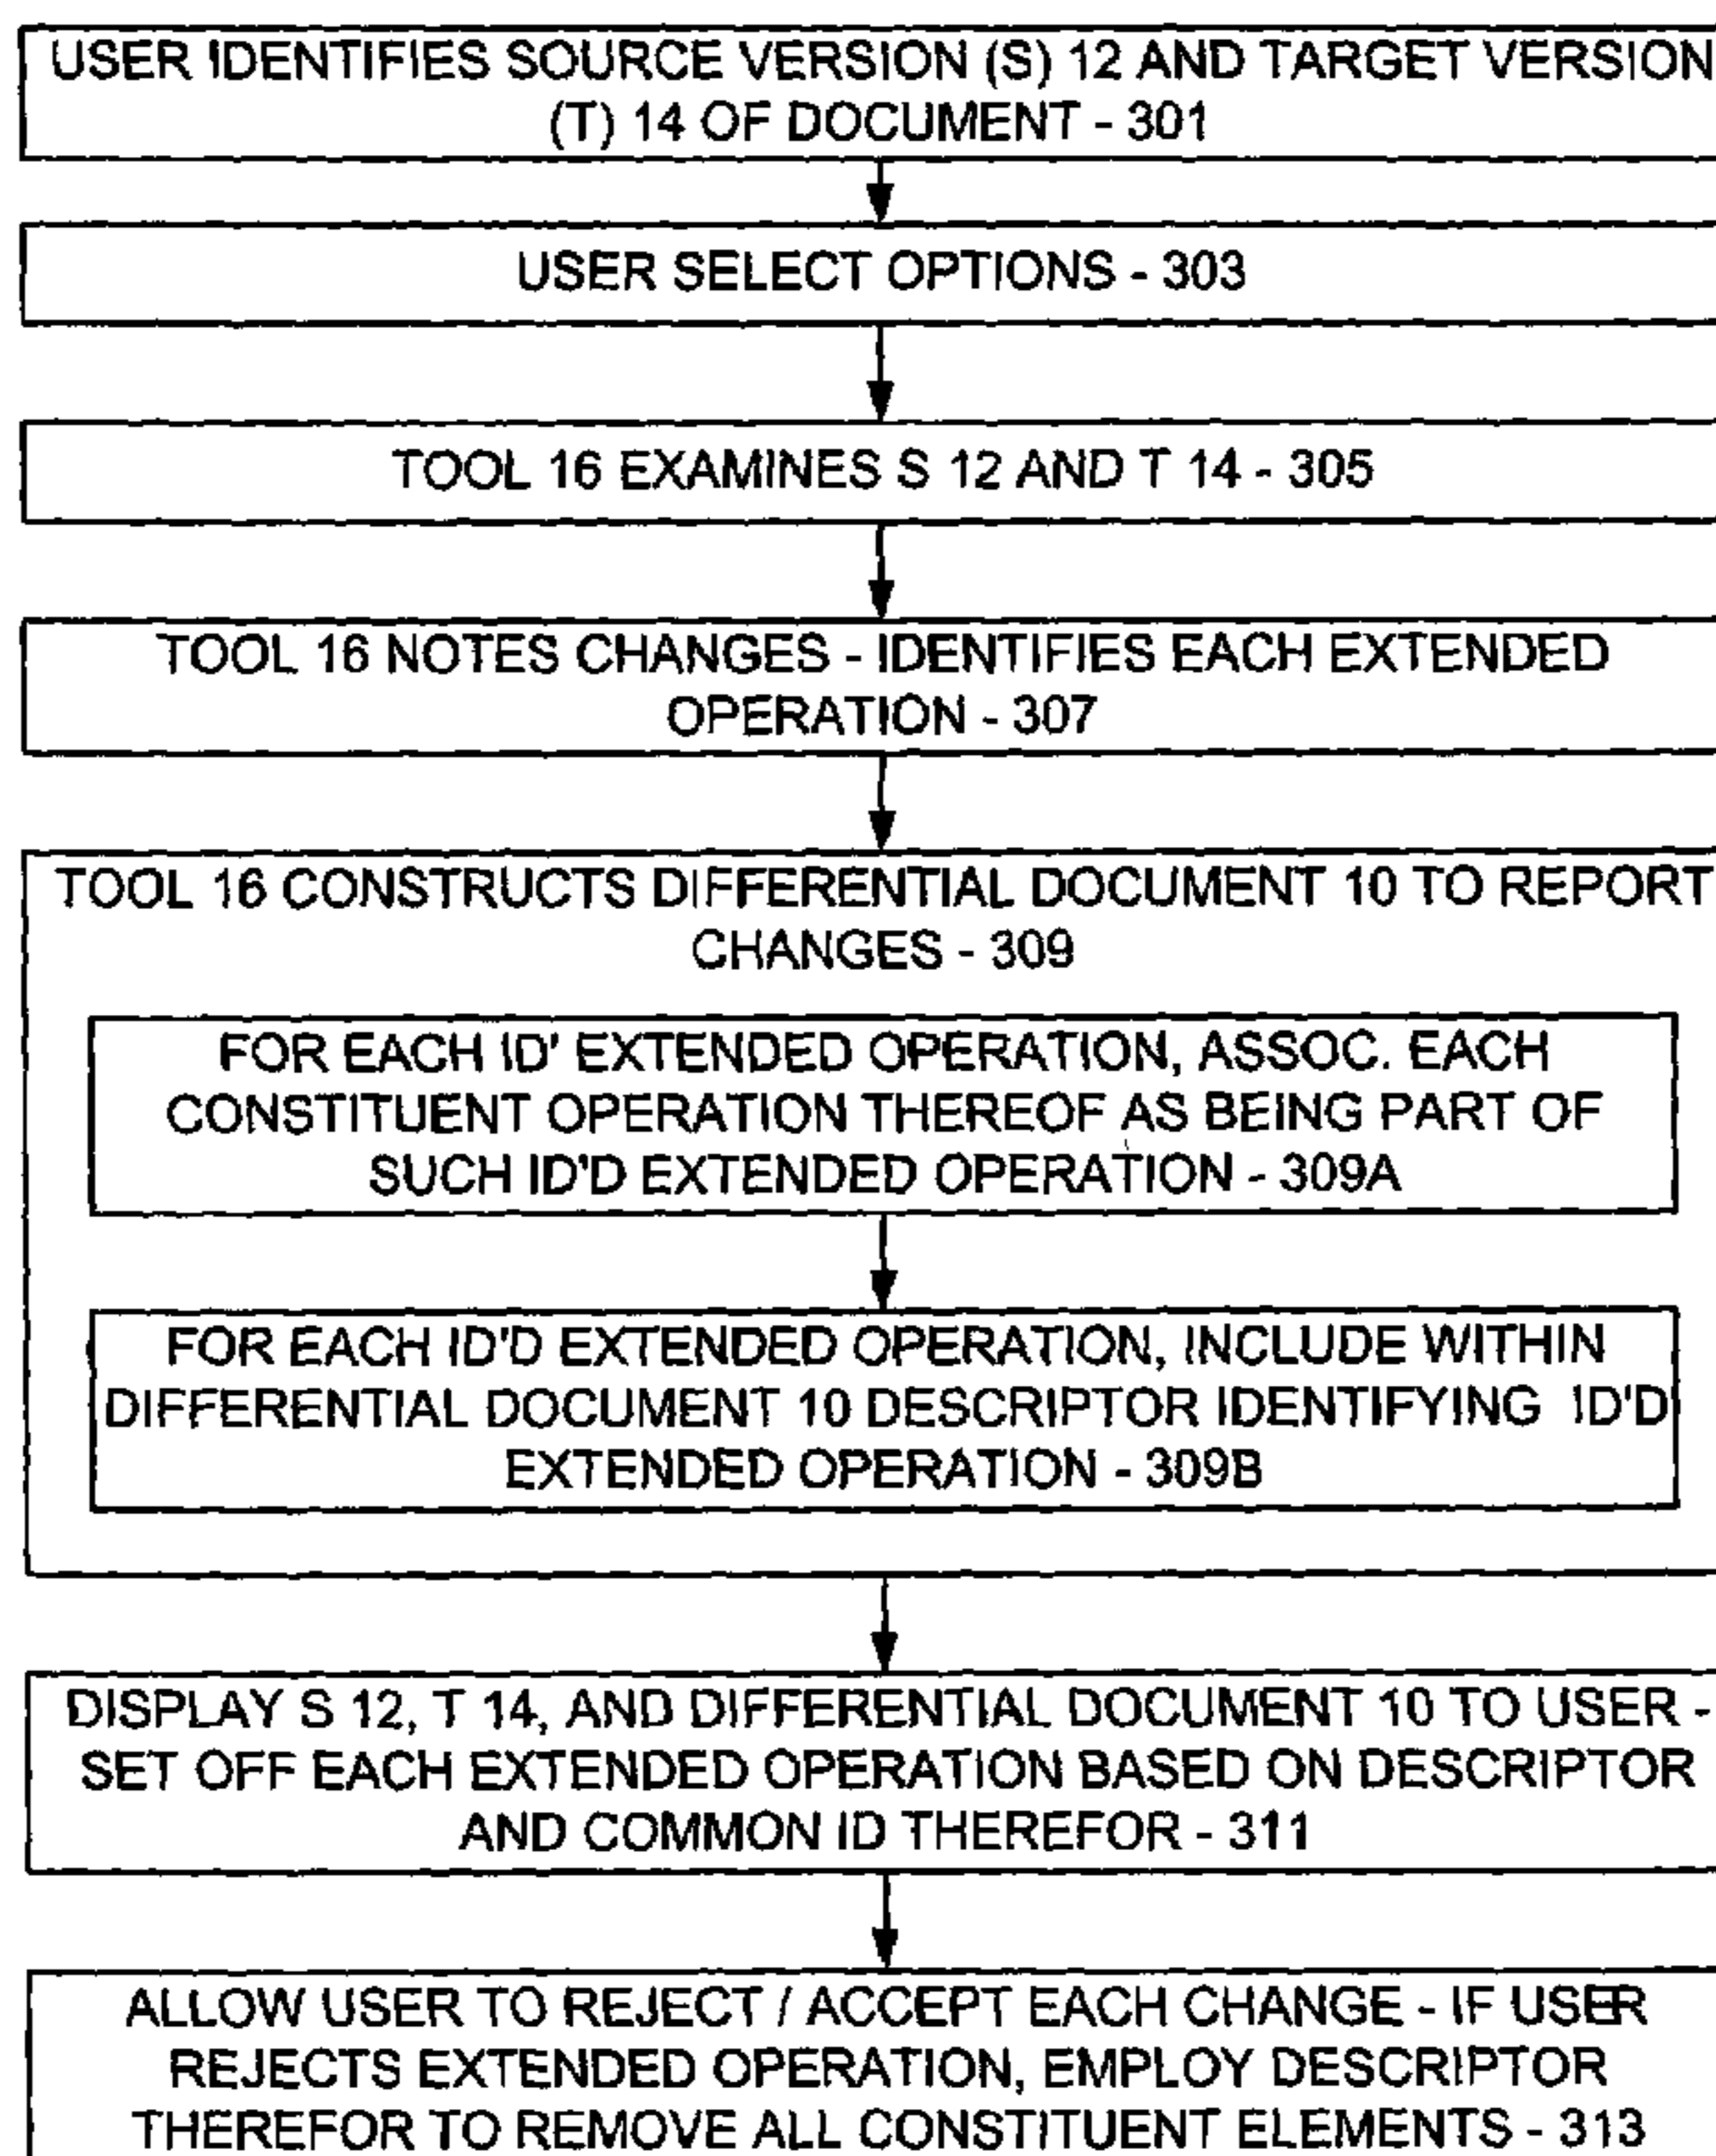 USER IDENTIFIES SOURCE VERSION (S) 12 AND TARGET VERSION
(T) 14 OF DOCUMENT - 301
USER SELECT OPTIONS - 303
TOOL 16 EXAMINES S 12 AND T 14 - 305
TOOL 16 NOTES CHANGES - IDENTIFIES EACH EXTENDED
OPERATION - 307
TOOL 16 CONSTRUCTS DIFFERENTIAL DOCUMENT 10 TO REPORT
CHANGES - 309
FOR EACH ID' EXTENDED OPERATION, ASSOC. EACH
CONSTITUENT OPERATION THEREOF AS BEING PART OF
SUCH ID'D EXTENDED OPERATION - 309A
FOR EACH ID'D EXTENDED OPERATION, INCLUDE WITHIN
DIFFERENTIAL DOCUMENT 10 DESCRIPTOR IDENTIFYING ID'D
EXTENDED OPERATION - 309B
DISPLAY S 12, T 14, AND DIFFERENTIAL DOCUMENT 10 TO USER -
SET OFF EACH EXTENDED OPERATION BASED ON DESCRIPTOR
AND COMMON ID THEREFOR - 311
ALLOW USER TO REJECT / ACCEPT EACH CHANGE - IF USER
REJECTS EXTENDED OPERATION, EMPLOY DESCRIPTOR
THEREFOR TO REMOVE ALL CONSTITUENT ELEMENTS - 313